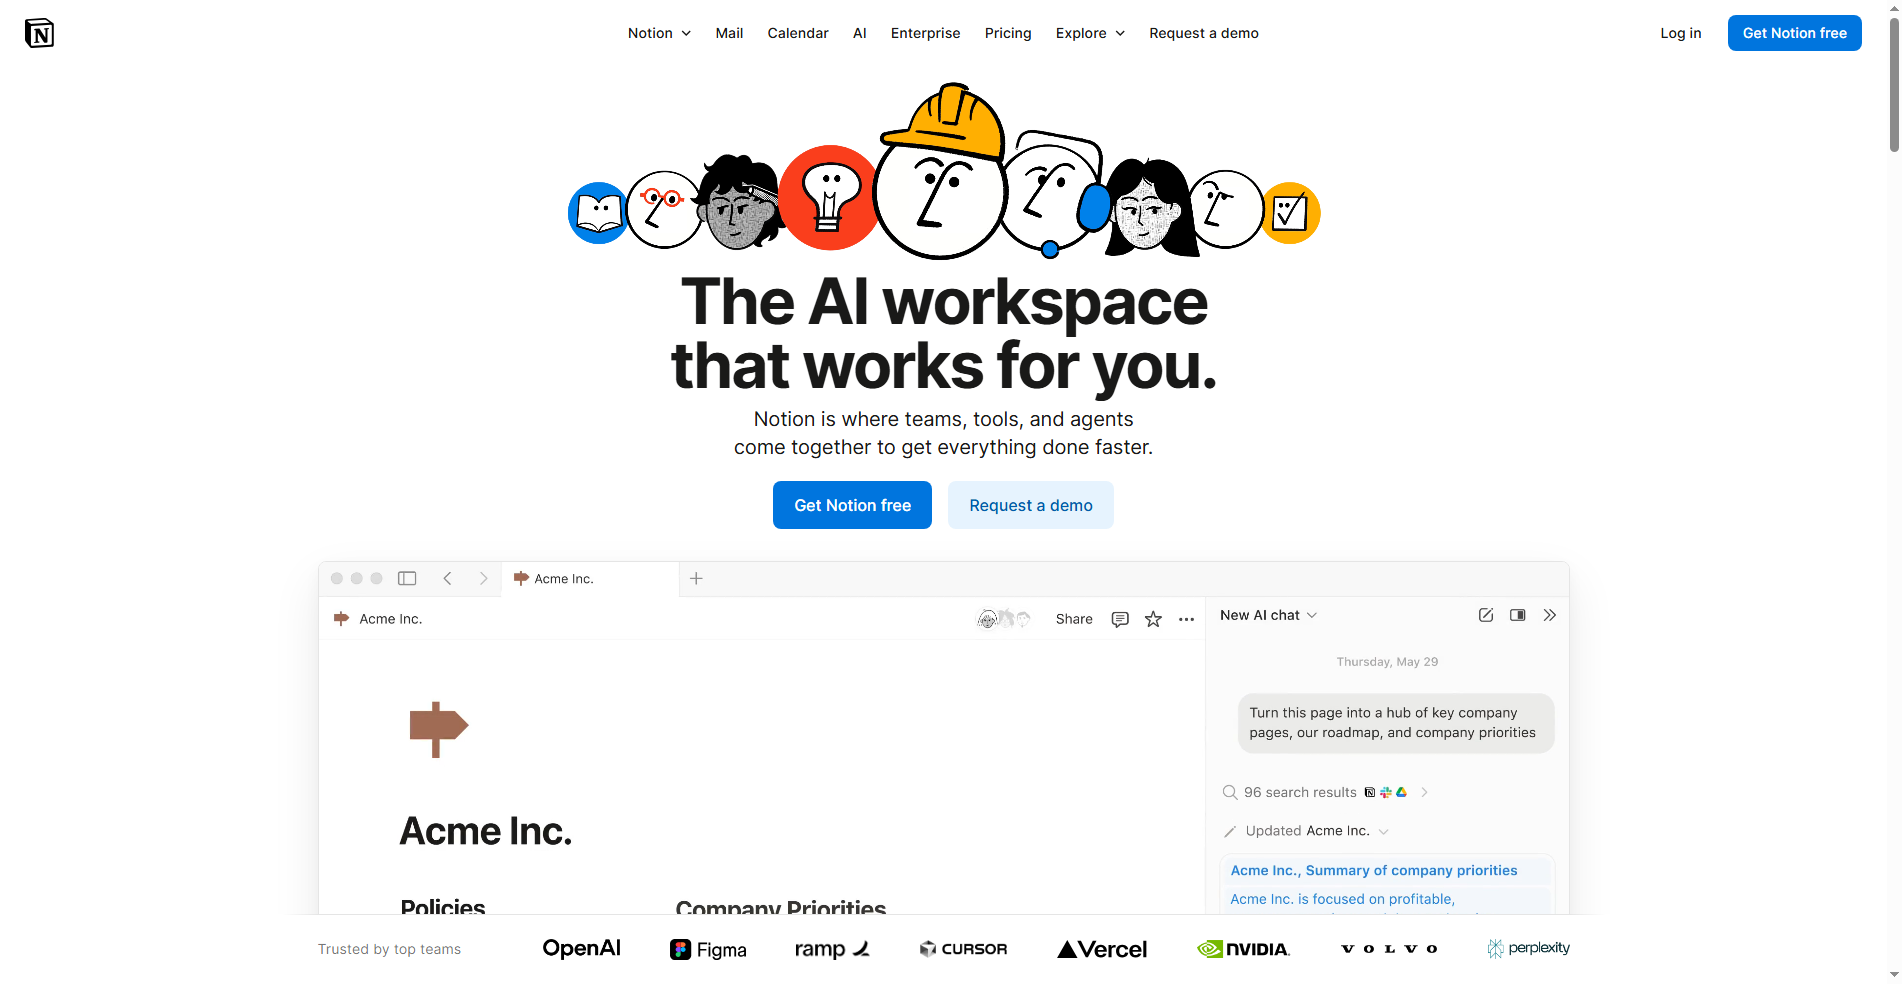 N
Notion
Mail
Calendar
AI
Enterprise
Pricing
Explore
Request a demo
Log in
Get Notion free
The AI workspace
that works for you.
Notion is where teams, tools, and agents
come together to get everything done faster.
Get Notion free
Request a demo
Acme Inc.
Acme Inc.
Share
Acme Inc.
Policies
Company Priorities
New AI chat
Thursday, May 29
Turn this page into a hub of key company
pages, our roadmap, and company priorities
96 search results
Updated Acme Inc.
Acme Inc., Summary of company priorities
Acme Inc. is focused on profitable,
Trusted by top teams
OpenAI
Figma
ramp
CURSOR
Vercel
NVIDIA.
VOLVO
perplexity